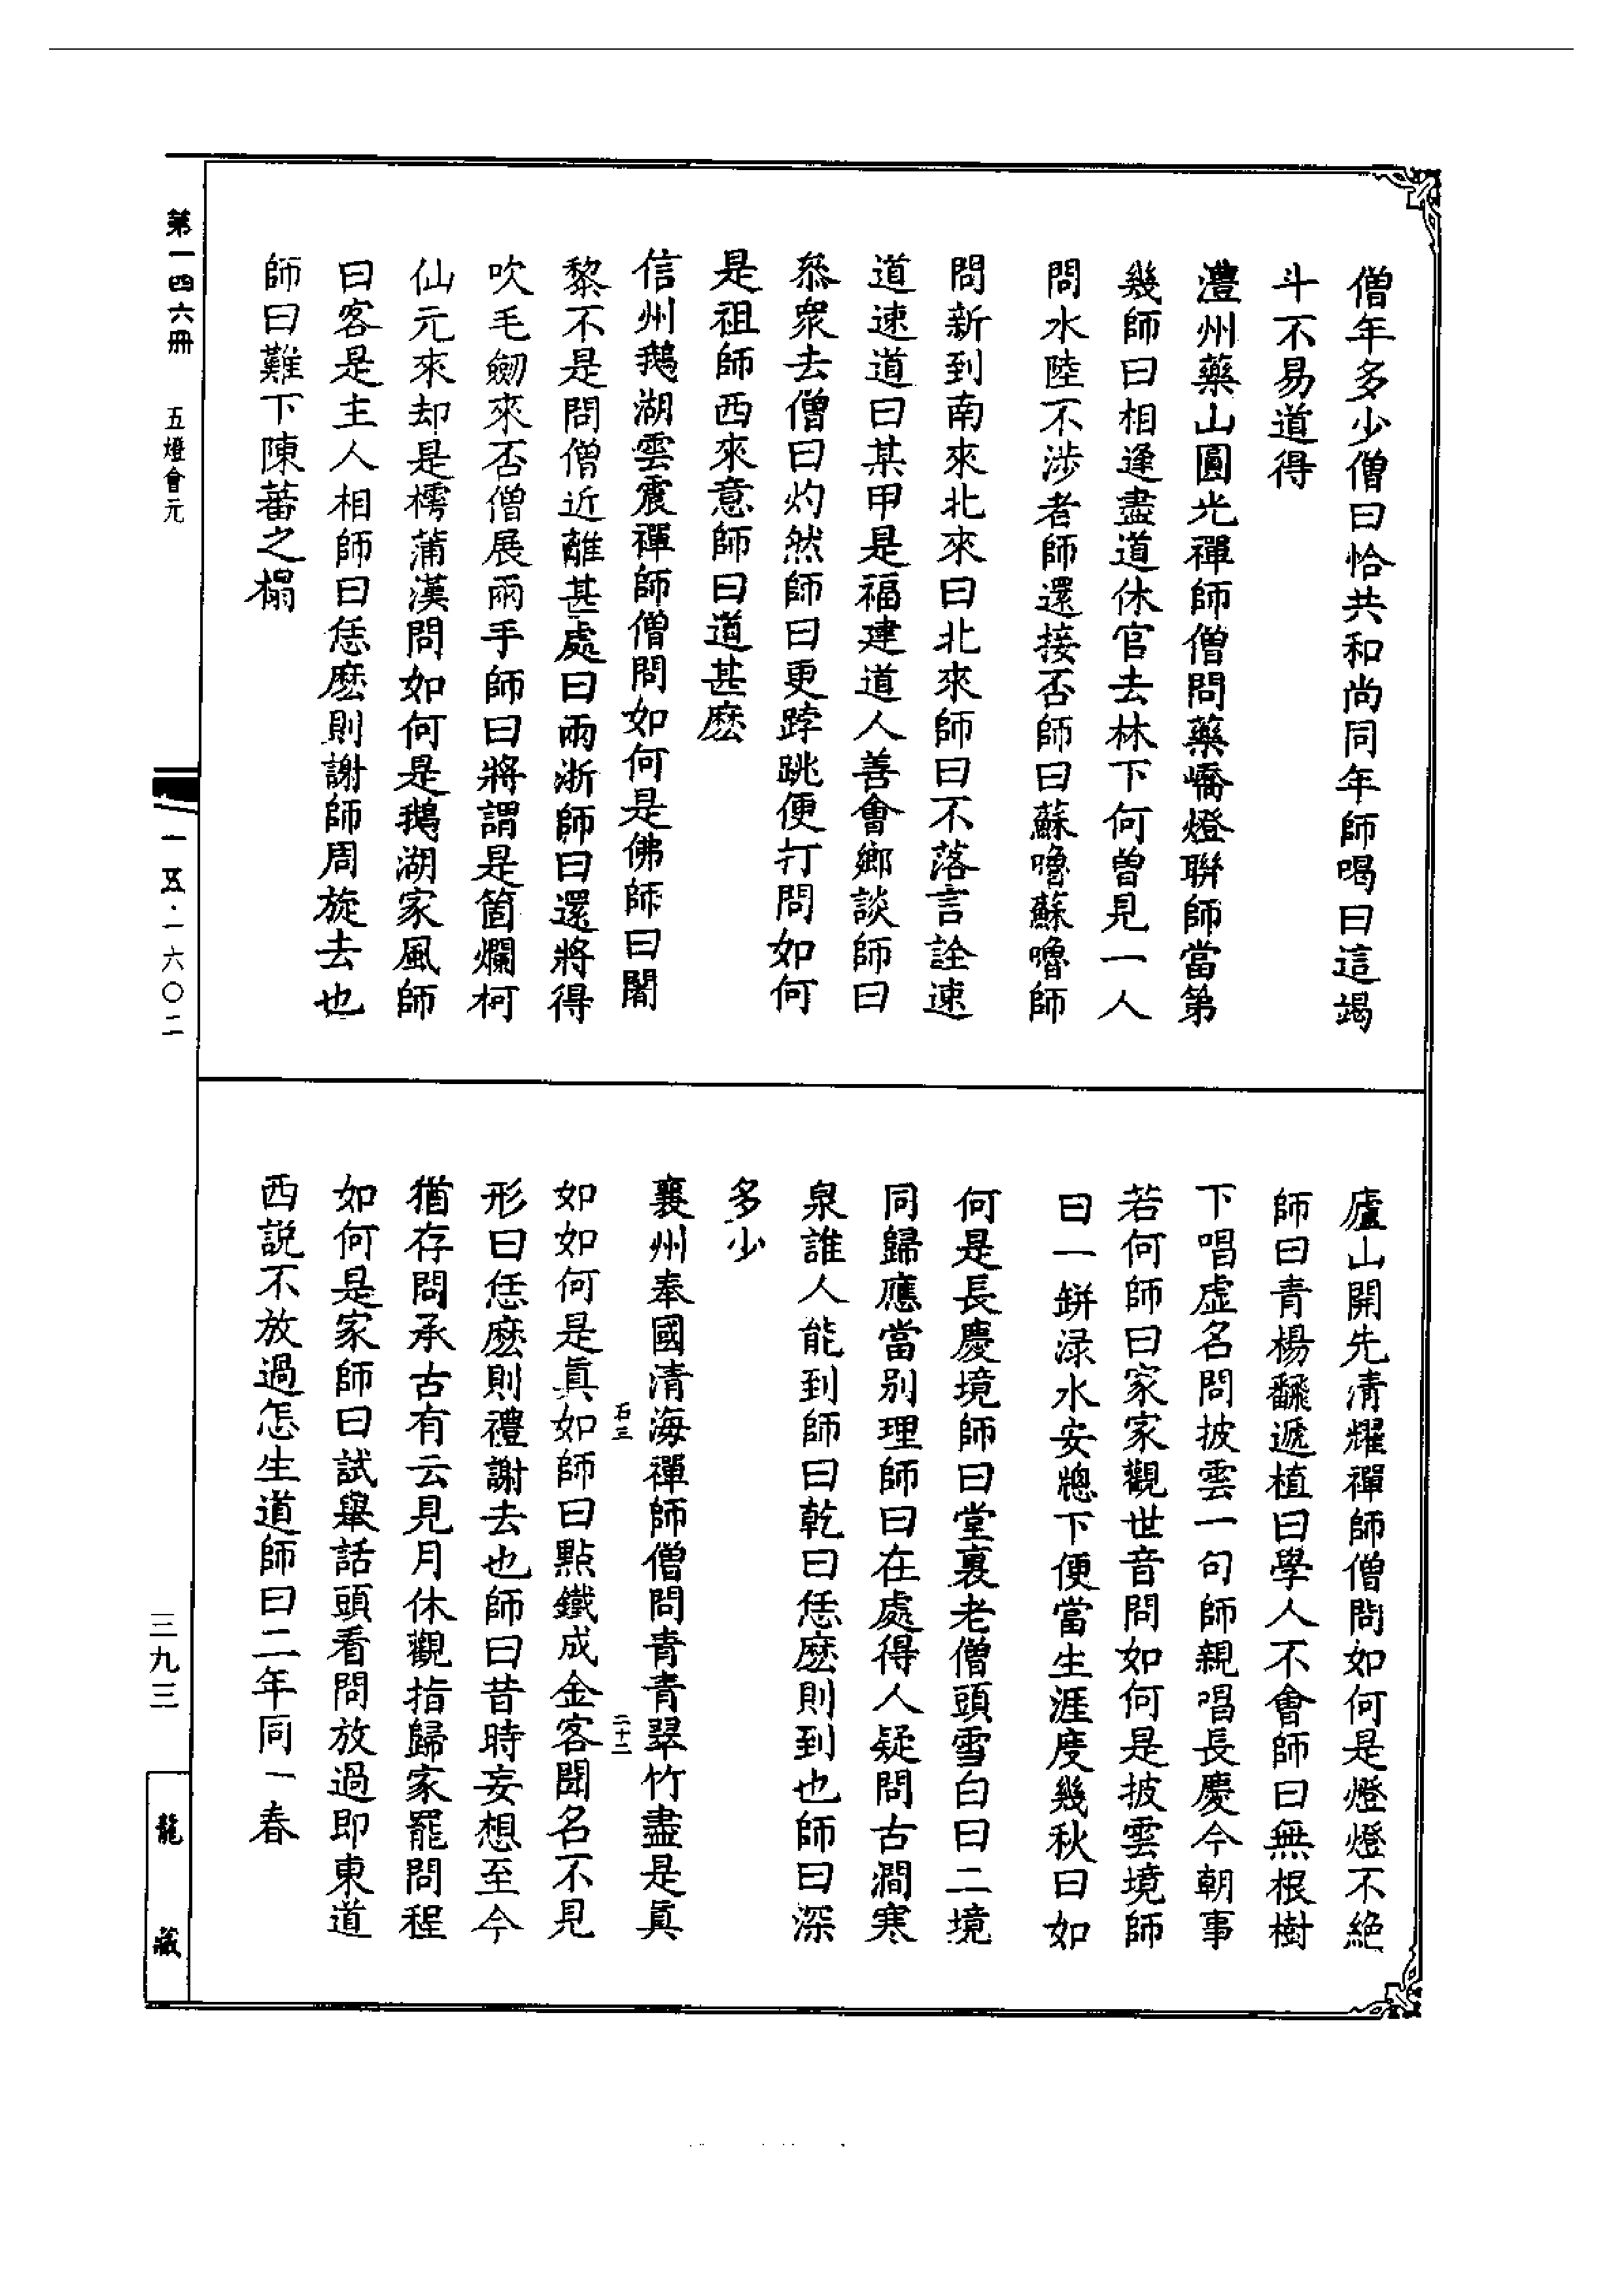 僧年多少僧曰恰共和尚同年師喝曰這竭
斗不易道得
澧州藥山圓光禪師僧問藥嶠燈聯師當第
幾師曰相逢盡道休官去林下何曾見一人
問水陸不涉者師還接否師曰蘇嚕蘇嚕師
問新到南來北來曰北來師曰不落言詮速
道速道曰某甲是福建道人善會鄉談師曰
叅衆去僧曰灼然師曰更𨁝跳便打問如何
是祖師西來意師曰道甚麽
信州鵝湖雲震禪師僧問如何是佛師曰闍
黎不是問僧近離甚處曰兩浙師曰還將得
吹毛劒來否僧展兩手師曰將謂是箇爛柯
仙元來却是樗蒲漢問如何是鵝湖家風師
曰客是主人相師曰恁麽則謝師周旋去也
師曰難下陳蕃之榻
廬山開先清耀禪師僧問如何是燈燈不絶
師曰青楊飜遞植曰學人不會師曰無根樹
下唱虚名問披雲一句師親唱長慶今朝事
若何師曰家家觀世音問如何是披雲境師
曰一缾渌水安牎下便當生涯度幾秋曰如
何是長慶境師曰堂裏老僧頭雪白曰二境
同歸應當别理師曰在處得人疑問古澗寒
泉誰人能到師曰乾曰恁麽則到也師曰深
多少
襄州奉國清海禪師僧問青青翠竹盡是眞
石三
二十二
如如何是眞如師曰點鐵成金客聞名不見
形曰恁麽則禮謝去也師曰昔時妄想至今
猶存問承古有云見月休觀指歸家罷問程
如何是家師曰試舉話頭看問放過即東道
西説不放過怎生道師曰二年同一春
第一四六冊
五燈會元
一五·一六〇二
三九三
龍藏